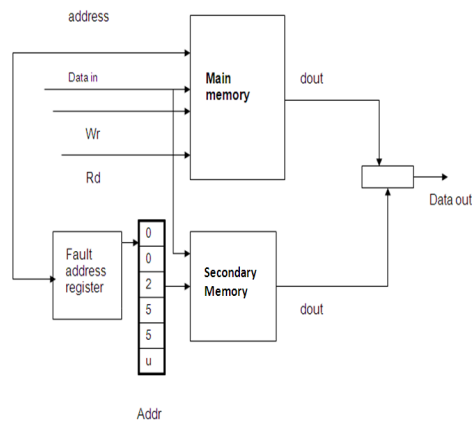 address
Data in
Main
memory
dout
Wr
Rd
Data out
Fault
address
register
0
0
2
5
5
u
Secondary
Memory
dout
Addr